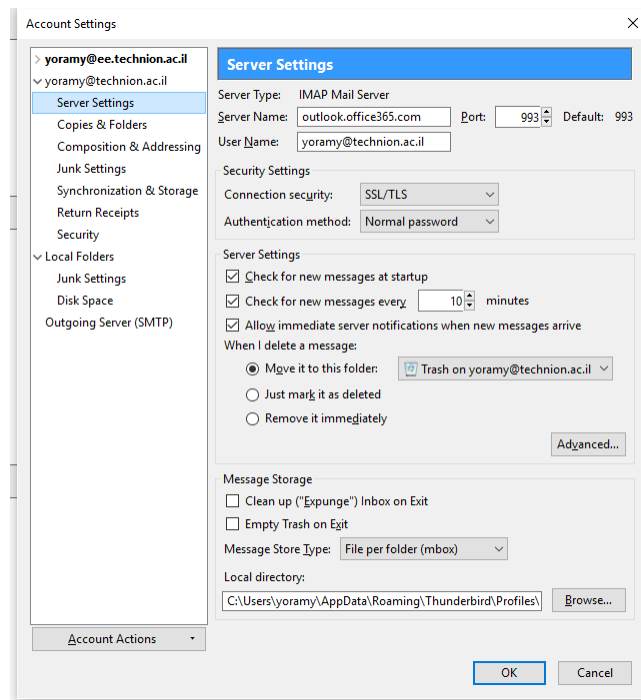 Account Settings
yoramy@ee.technion.ac.il
yoramy@technion.ac.il
Server Settings
Copies & Folders
Composition & Addressing
Junk Settings
Synchronization & Storage
Return Receipts
Security
Local Folders
Junk Settings
Disk Space
Outgoing Server (SMTP)
Account Actions
Server Settings
Server Type: IMAP Mail Server
Server Name: outlook.office365.com Port: 993 Default: 993
User Name: yoramy@technion.ac.il
Security Settings
Connection security: SSL/TLS
Authentication method: Normal password
Server Settings
Check for new messages at startup
Check for new messages every 10 minutes
Allow immediate server notifications when new messages arrive
When I delete a message:
Move it to this folder: Trash on yoramy@technion.ac.il
Just mark it as deleted
Remove it immediately
Advanced...
Message Storage
Clean up ("Expunge") Inbox on Exit
Empty Trash on Exit
Message Store Type: File per folder (mbox)
Local directory:
C:\Users\yoramy\AppData\Roaming\Thunderbird\Profiles\ Browse...
OK Cancel